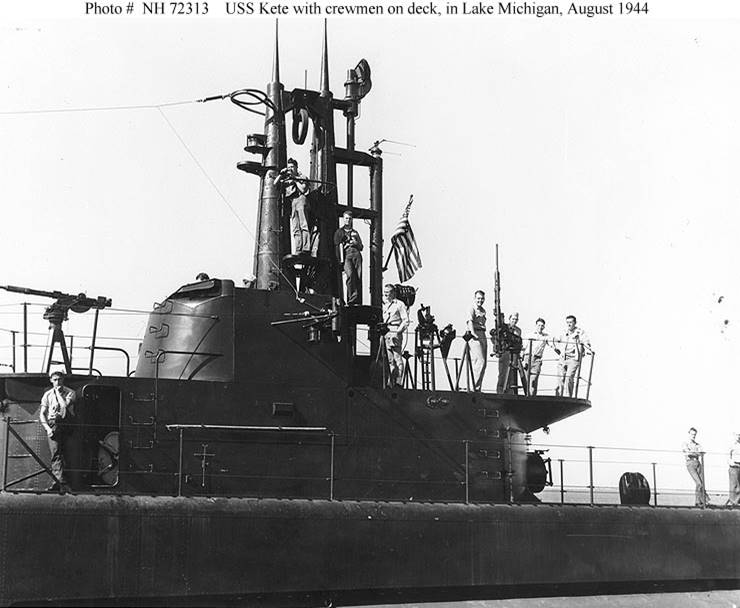 Photo #  NH 72313    USS Kete with crewmen on deck, in Lake Michigan, August 1944